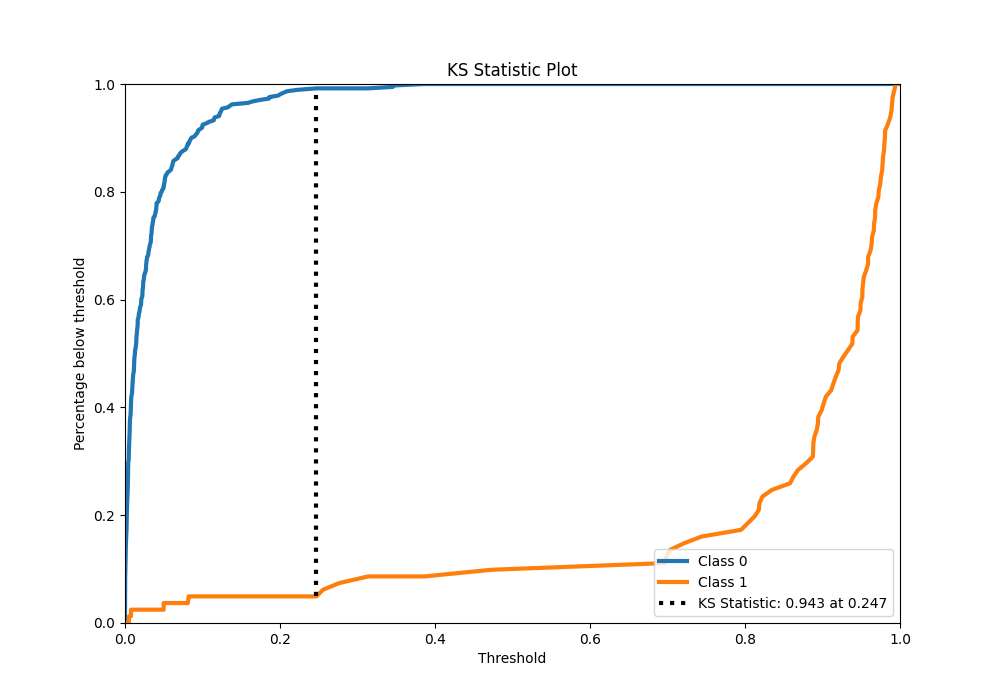 KS Statistic Plot
1.0
0.8
0.6
0.4
0.2
0.0
Percentage below threshold
0.0 0.2 0.4 0.6 0.8 1.0
Threshold
Class 0
Class 1
KS Statistic: 0.943 at 0.247